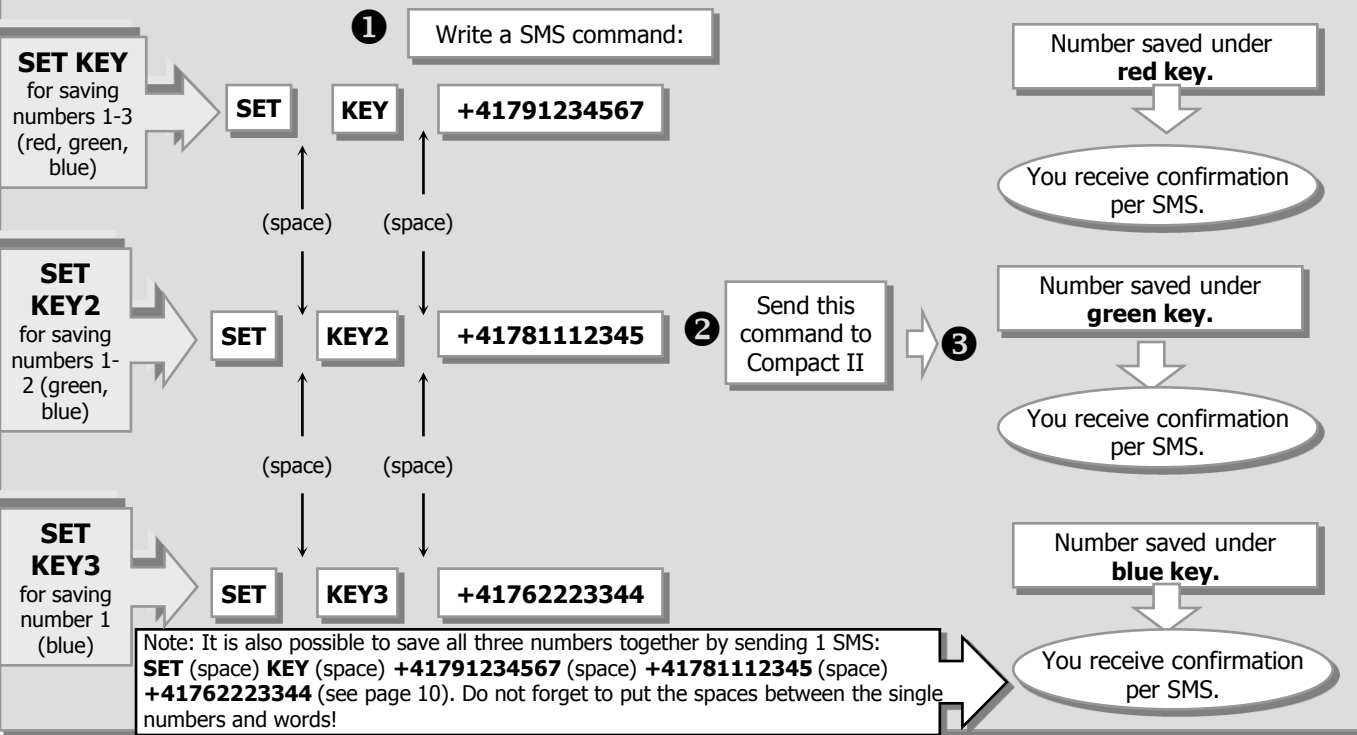 ❶ Write a SMS command:
SET KEY
for saving
numbers 1-3
(red, green,
blue)
SET KEY +41791234567
Number saved under
red key.
You receive confirmation
per SMS.
(space) (space)
SET
KEY2
for saving
numbers 1-
2 (green,
blue)
SET KEY2 +41781112345
❷ Send this
command to
Compact II
❸
Number saved under
green key.
You receive confirmation
per SMS.
(space) (space)
SET
KEY3
for saving
number 1
(blue)
SET KEY3 +41762223344
Number saved under
blue key.
You receive confirmation
per SMS.
Note: It is also possible to save all three numbers together by sending 1 SMS:
SET (space) KEY (space) +41791234567 (space) +41781112345 (space)
+41762223344 (see page 10). Do not forget to put the spaces between the single
numbers and words!